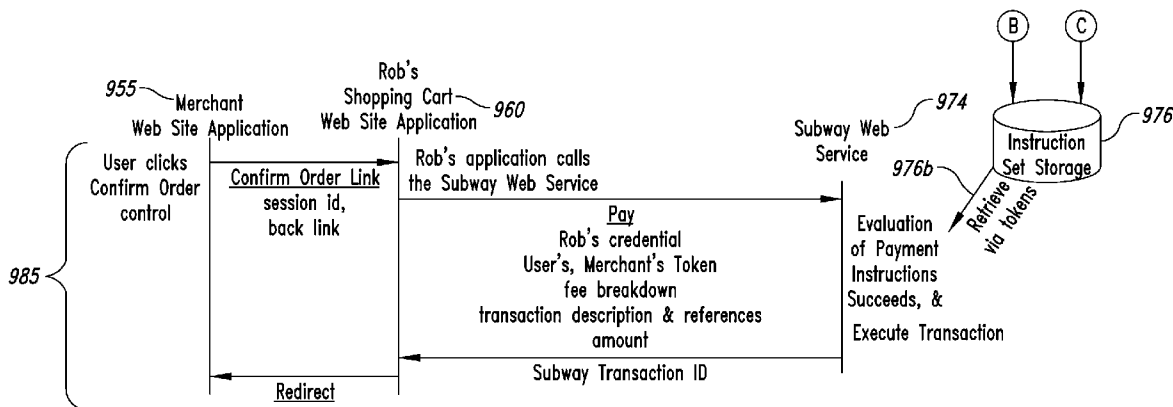 B
C
955
Merchant
Web Site Application
Rob's
Shopping Cart
Web Site Application
960
Subway Web
Service
974
Instruction
Set Storage
976
976b
Retrieve
via tokens
985
User clicks
Confirm Order
control
Confirm Order Link
session id,
back link
Rob's application calls
the Subway Web Service
Pay
Rob's credential
User's, Merchant's Token
fee breakdown
transaction description & references
amount
Evaluation
of Payment
Instructions
Succeeds, &
Execute Transaction
Subway Transaction ID
Redirect